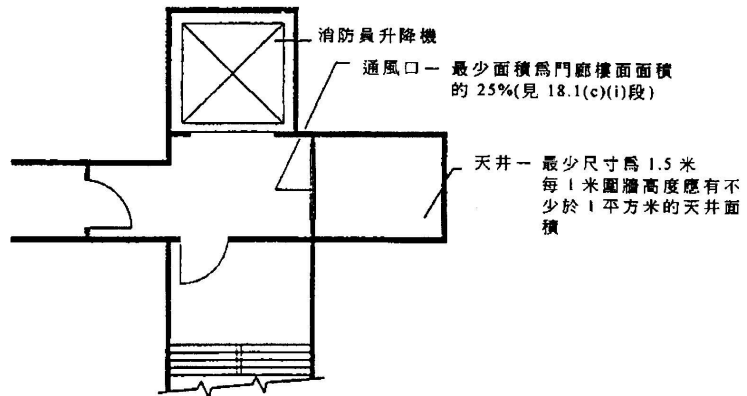 消防員升降機
通風口－ 最少面積為門廊樓面面積
的 25%(見 18.1(c)(i)段)
天井－ 最少尺寸為 1.5 米
每 1 米圍牆高度應有不
少於 1 平方米的天井面
積